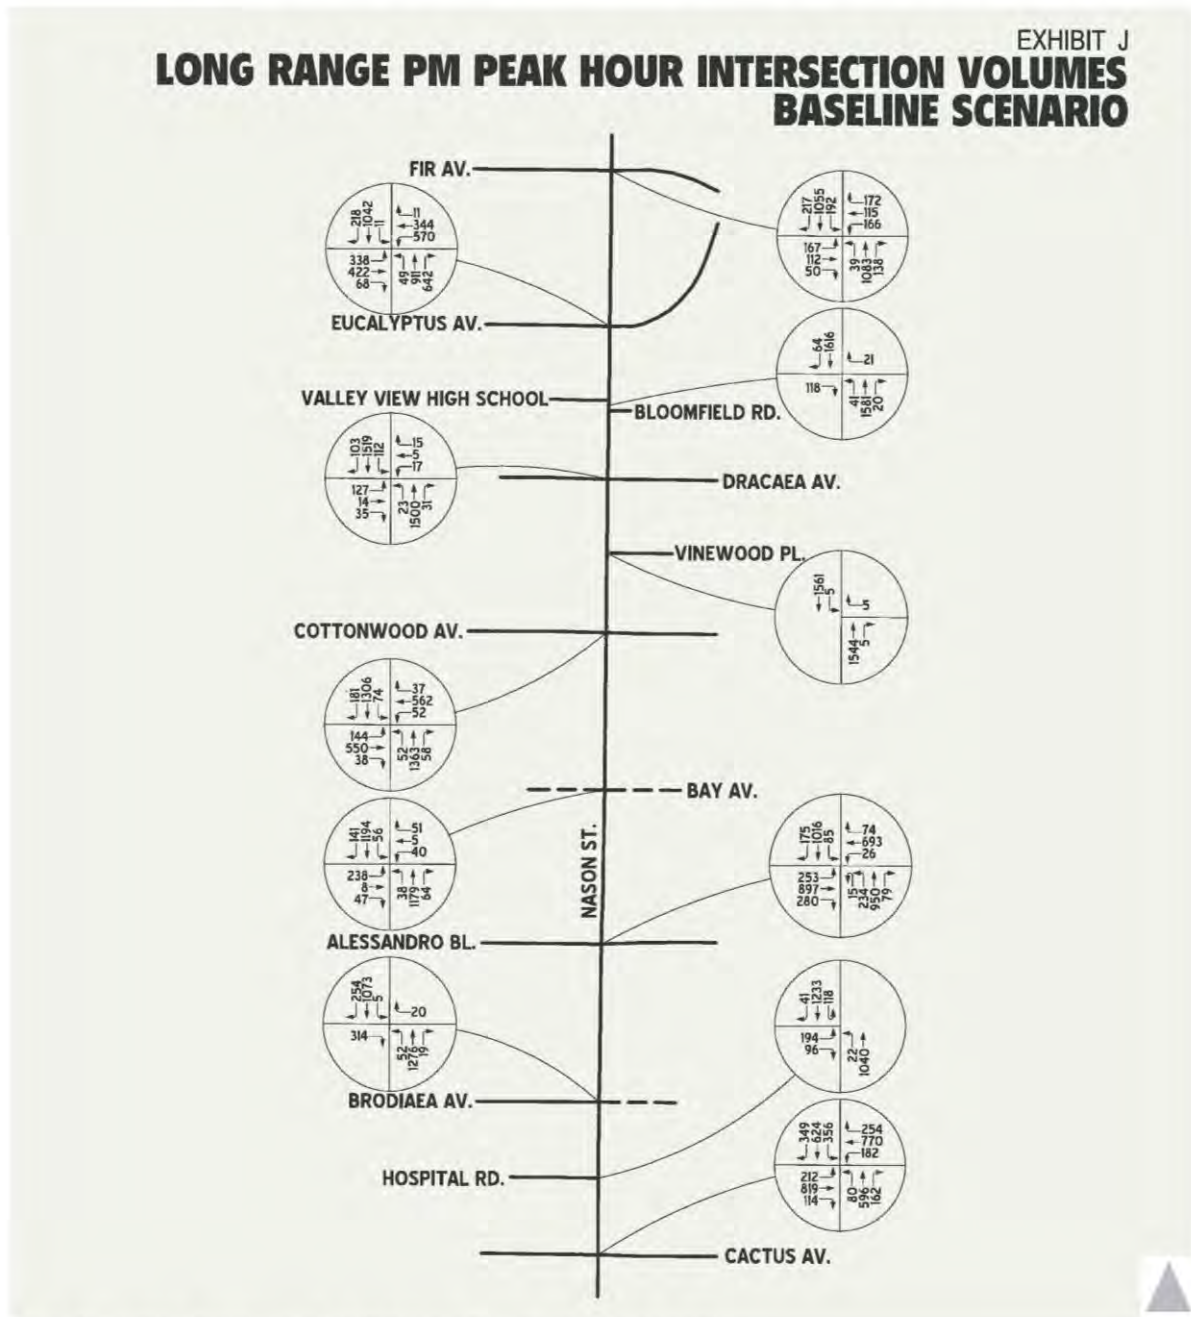 EXHIBIT J
LONG RANGE PM PEAK HOUR INTERSECTION VOLUMES
BASELINE SCENARIO
FIR AV.
217 1055 192
172
115
166
167
112
50
39 1083 138
218 1042 11
11
344
570
338
422
68
49 911 642
EUCALYPTUS AV.
64 1616
21
118
41 1581 20
VALLEY VIEW HIGH SCHOOL
BLOOMFIELD RD.
103 1519 112
15
5
17
127
14
35
23 1500 31
DRACAEA AV.
VINEWOOD PL.
1561 5
5
1544 5
COTTONWOOD AV.
181 1306 74
37
562
52
144
550
38
52 1363 58
BAY AV.
141 1194 56
51
5
40
238
8
47
38 1179 64
NASON ST.
175 1016 85
74
693
26
253
897
280
15 234 950 79
ALESSANDRO BL.
254 1073 5
20
314
52 1276 19
41 1233 118
194
96
22 1040
BRODIAEA AV.
349 624 356
254
770
182
212
819
114
80 596 162
HOSPITAL RD.
CACTUS AV.